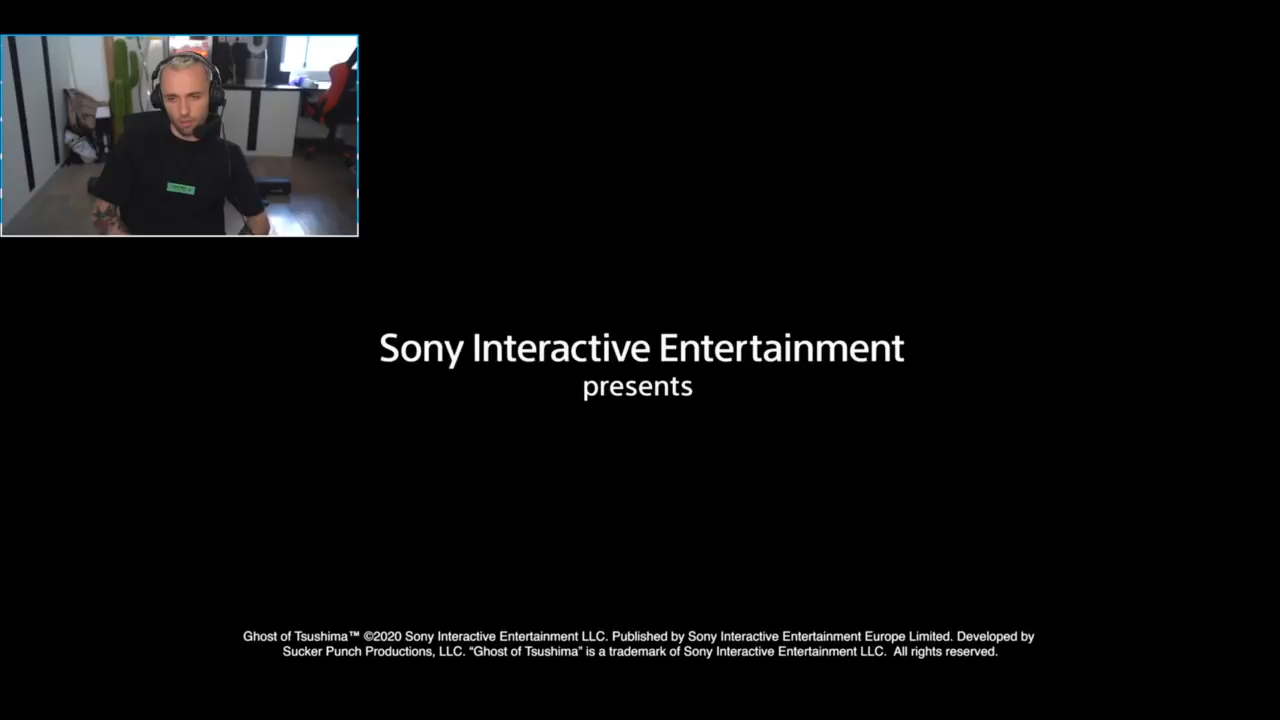 Sony Interactive Entertainment
presents
Ghost of Tsushima™ ©2020 Sony Interactive Entertainment LLC. Published by Sony Interactive Entertainment Europe Limited. Developed by
Sucker Punch Productions, LLC. “Ghost of Tsushima” is a trademark of Sony Interactive Entertainment LLC.  All rights reserved.